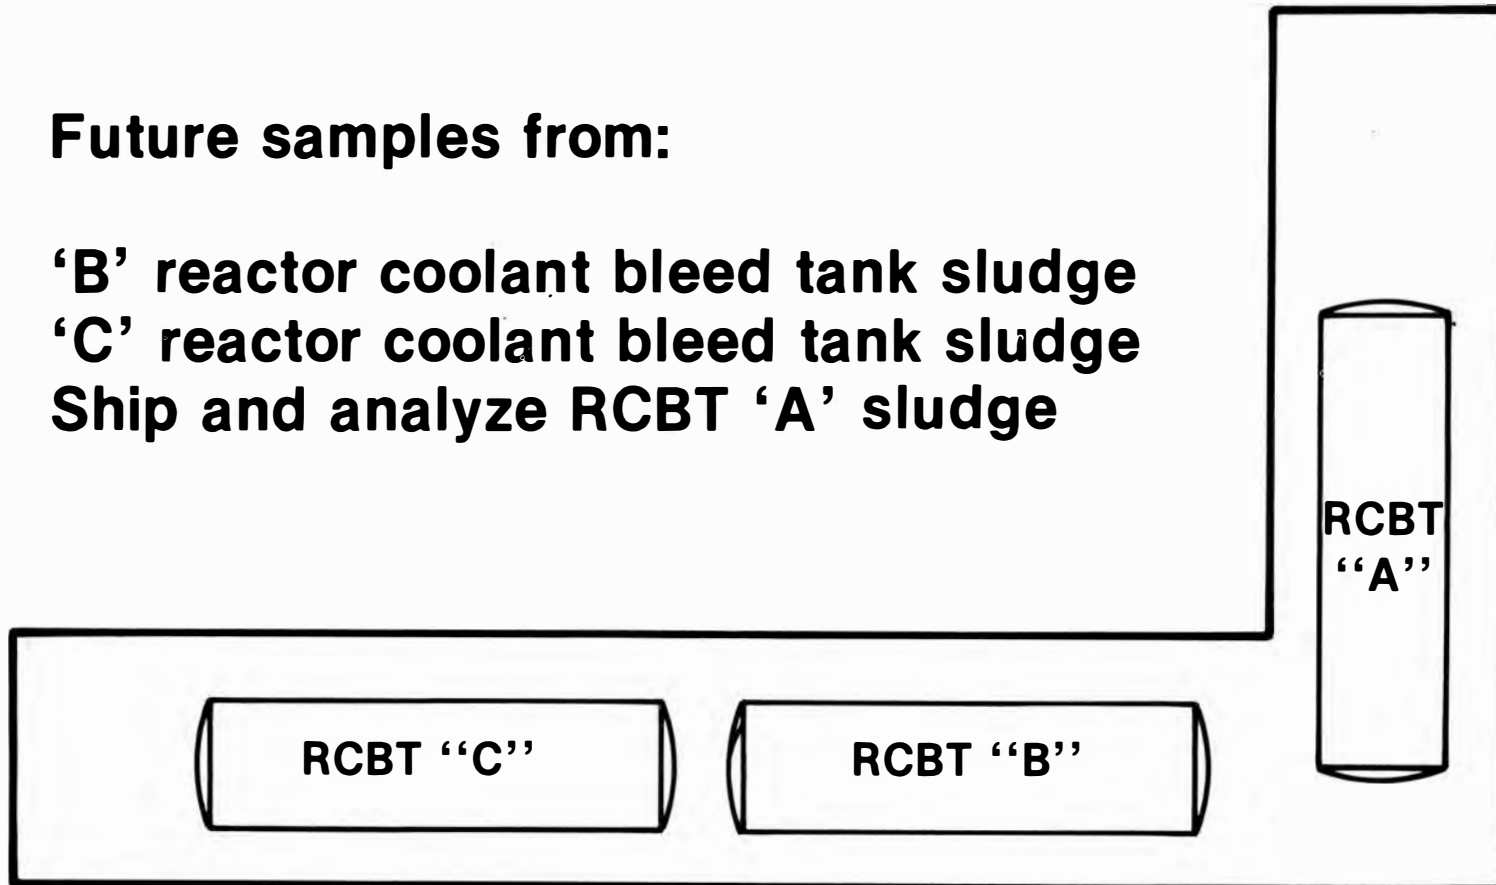 Future samples from:
‘B’ reactor coolant bleed tank sludge
‘C’ reactor coolant bleed tank sludge
Ship and analyze RCBT ‘A’ sludge
RCBT
‘‘A’’
RCBT ‘‘C’’
RCBT ‘‘B’’